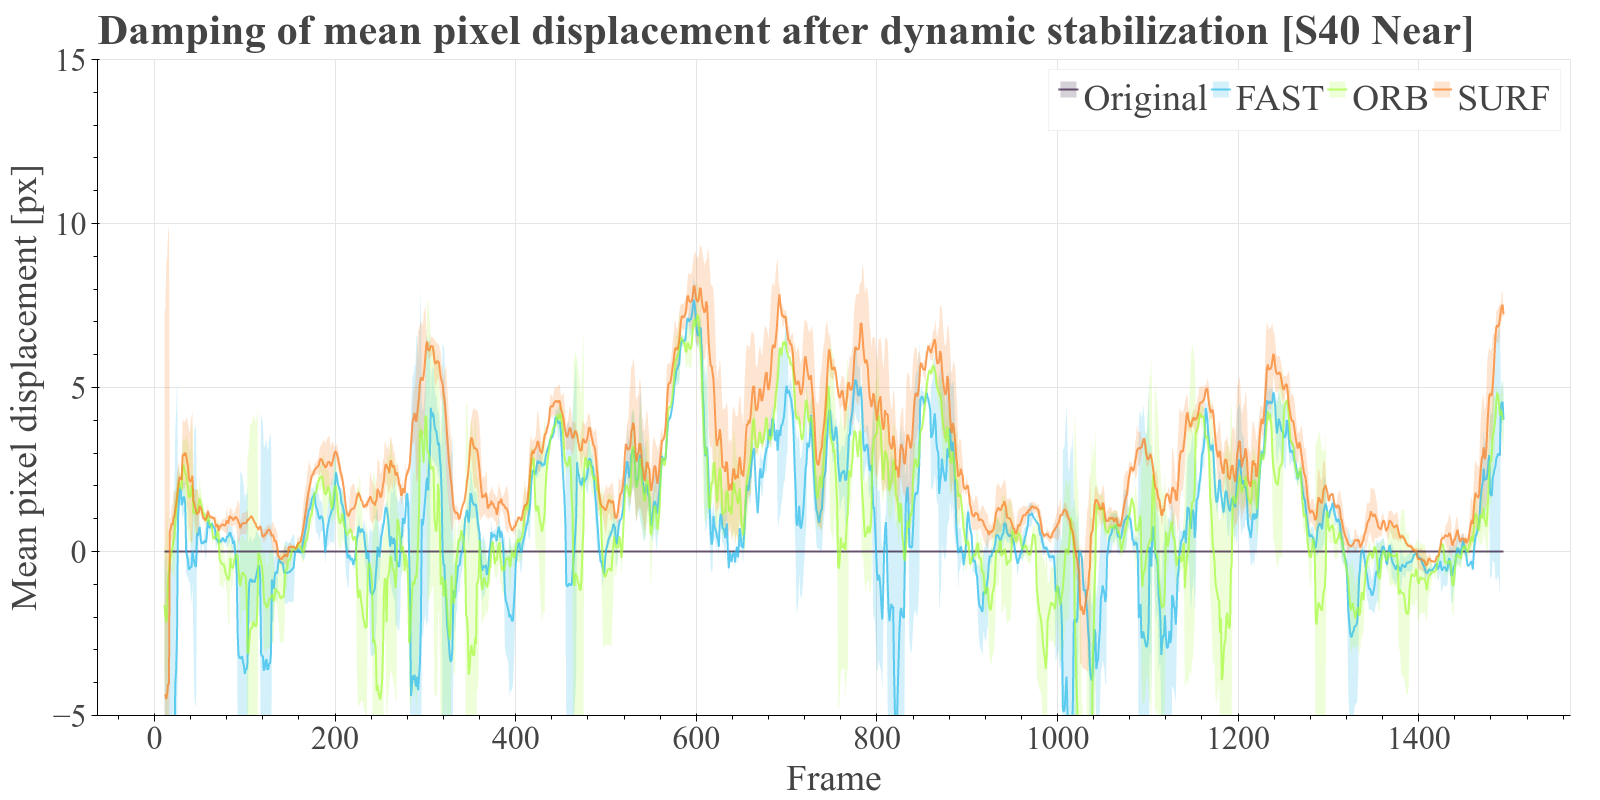 Damping of mean pixel displacement after dynamic stabilization [S40 Near]
Original FAST ORB SURF
Mean pixel displacement [px]
15
10
5
0
−5
0 200 400 600 800 1000 1200 1400
Frame